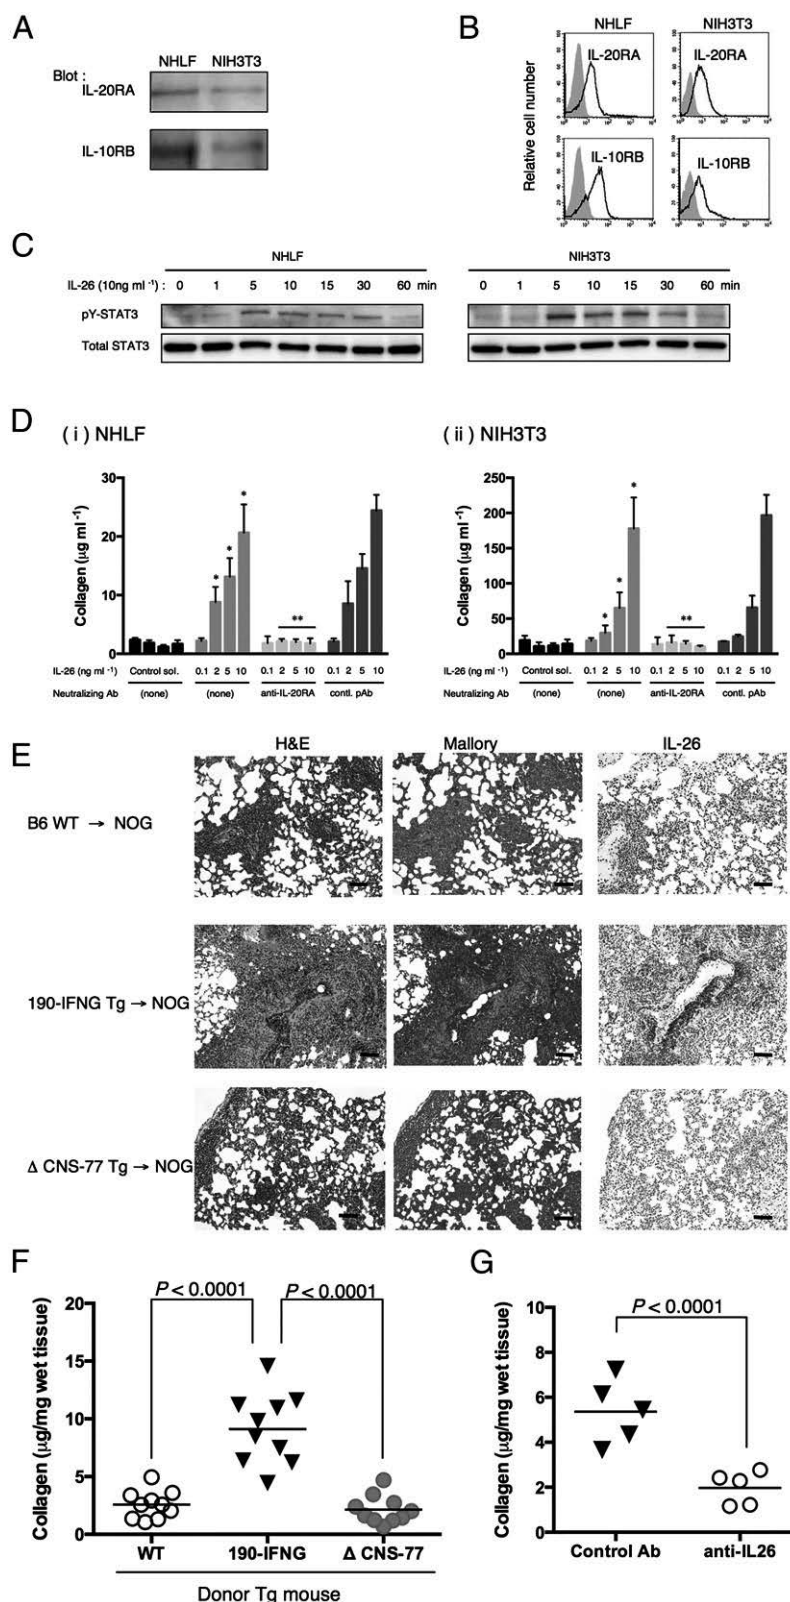 A
NHLF NIH3T3
Blot :
IL-20RA
IL-10RB
B
NHLF NIH3T3
Relative cell number
IL-20RA IL-20RA
IL-10RB IL-10RB
C
NHLF NIH3T3
IL-26 (10ng ml -1) : 0 1 5 10 15 30 60 min 0 1 5 10 15 30 60 min
pY-STAT3
Total STAT3
D
( i ) NHLF
30
20
10
0
Collagen (µg ml -1)
* * *
**
IL-26 (ng ml -1) Control sol. 0.1 2 5 10 0.1 2 5 10 0.1 2 5 10
Neutralizing Ab (none) (none) anti-IL-20RA contl. pAb
( ii ) NIH3T3
250
200
150
100
50
0
Collagen (µg ml -1)
* * *
**
IL-26 (ng ml -1) Control sol. 0.1 2 5 10 0.1 2 5 10 0.1 2 5 10
Neutralizing Ab (none) (none) anti-IL-20RA contl. pAb
E
H&E Mallory IL-26
B6 WT → NOG
190-IFNG Tg → NOG
Δ CNS-77 Tg → NOG
F
P < 0.0001 P < 0.0001
20
15
10
5
0
Collagen (µg/mg wet tissue)
WT 190-IFNG Δ CNS-77
Donor Tg mouse
G
P < 0.0001
10
8
6
4
2
0
Collagen (µg/mg wet tissue)
Control Ab anti-IL26